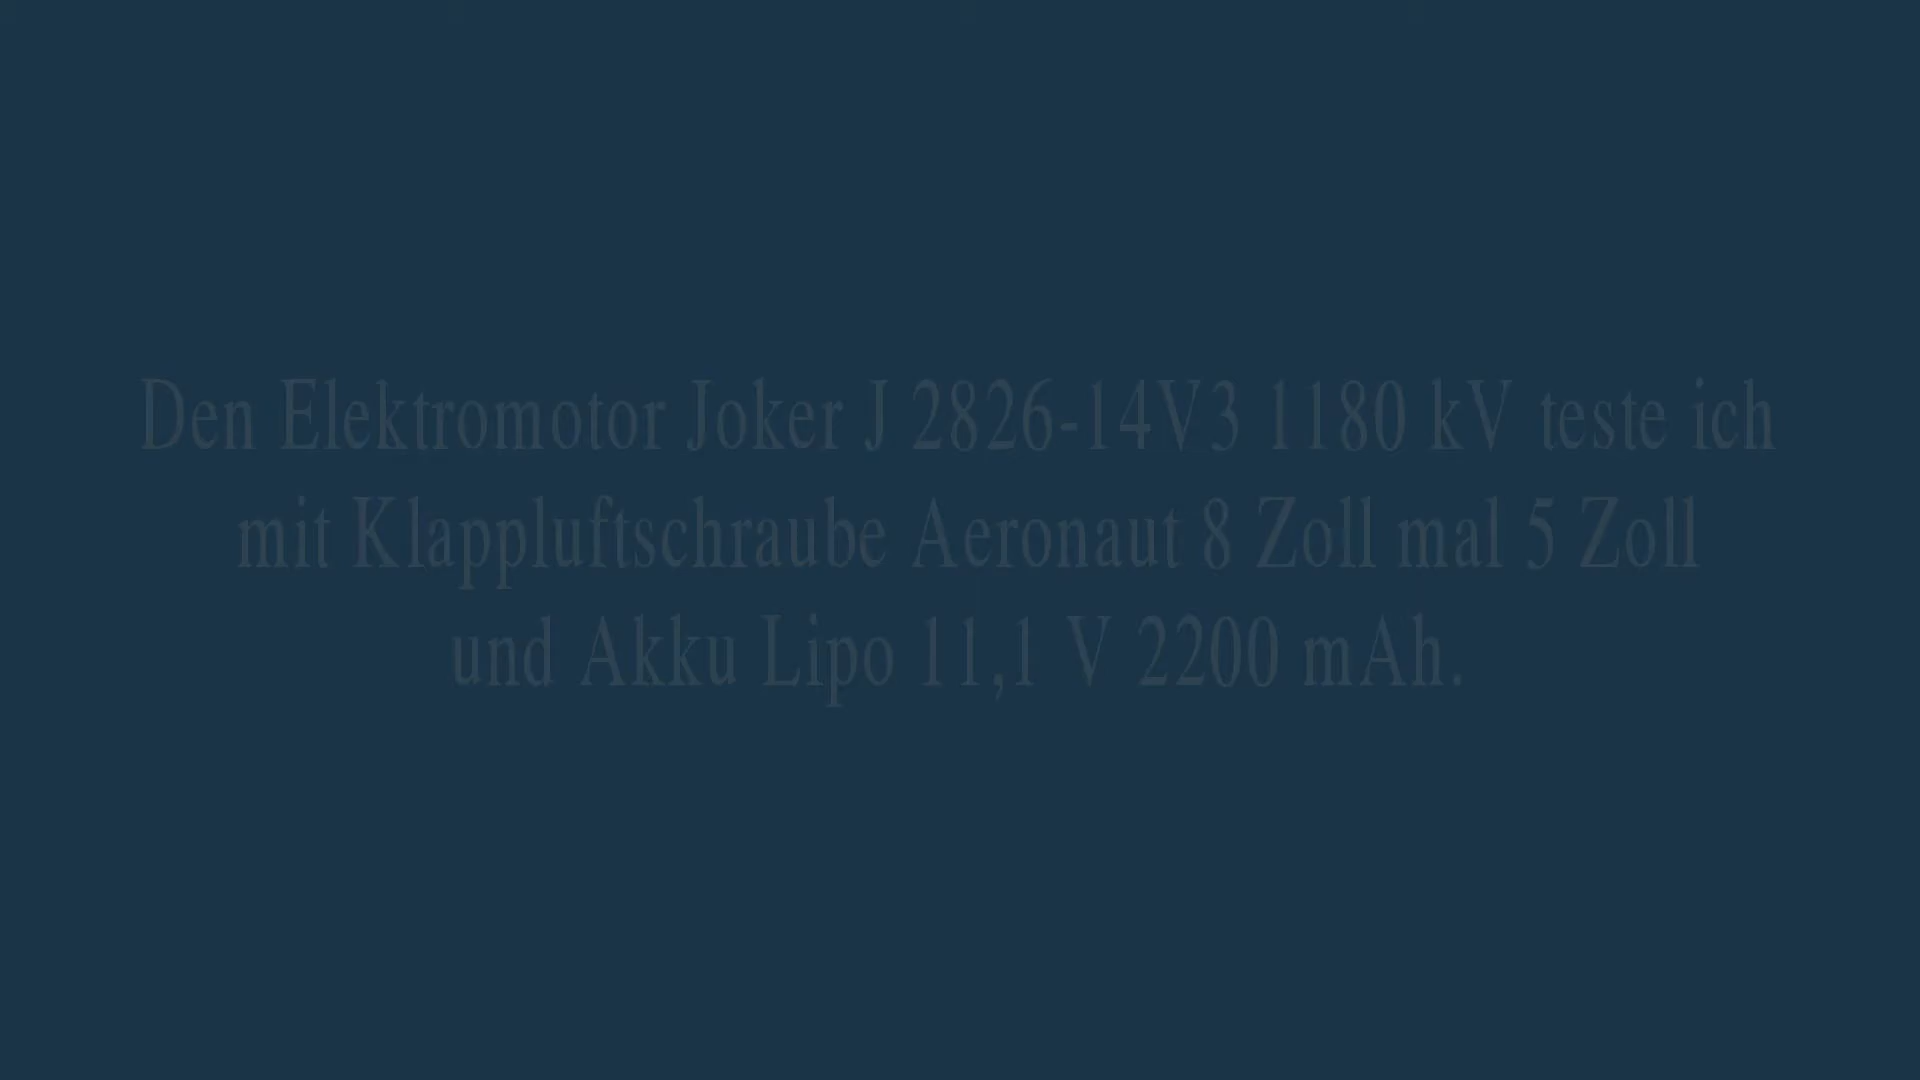 Den Elektromotor Joker J 2826-14V3 1180 kV teste ich
mit Klappluftschraube Aeronaut 8 Zoll mal 5 Zoll
und Akku Lipo 11,1 V 2200 mAh.